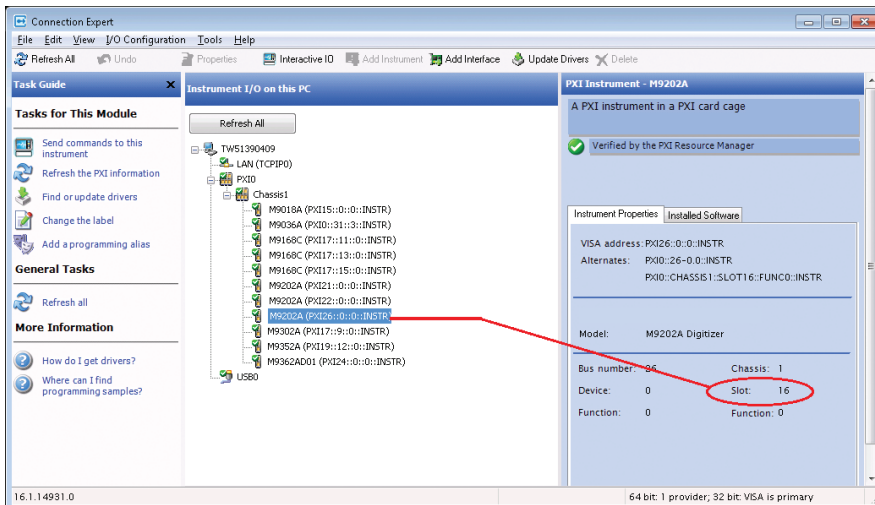 Connection Expert
File Edit View I/O Configuration Tools Help
Refresh All Undo Properties Interactive IO Add Instrument Add Interface Update Drivers Delete
Task Guide
Tasks for This Module
Send commands to this
instrument
Refresh the PXI information
Find or update drivers
Change the label
Add a programming alias
General Tasks
Refresh all
More Information
How do I get drivers?
Where can I find
programming samples?
Instrument I/O on this PC
Refresh All
TW51390409
LAN (TCPIP0)
PXI0
Chassis1
M9018A (PXI15::0::0::INSTR)
M9036A (PXI0::31::3::INSTR)
M9168C (PXI17::11::0::INSTR)
M9168C (PXI17::13::0::INSTR)
M9168C (PXI17::15::0::INSTR)
M9202A (PXI21::0::0::INSTR)
M9202A (PXI22::0::0::INSTR)
M9202A (PXI26::0::0::INSTR)
M9302A (PXI17::9::0::INSTR)
M9352A (PXI19::12::0::INSTR)
M9362AD01 (PXI24::0::0::INSTR)
USB0
PXI Instrument - M9202A
A PXI instrument in a PXI card cage
Verified by the PXI Resource Manager
Instrument Properties Installed Software
VISA address: PXI26::0::0::INSTR
Alternates: PXI0::26-0.0::INSTR
PXI0::CHASSIS1::SLOT16::FUNC0::INSTR
Model: M9202A Digitizer
Bus number: 26 Chassis: 1
Device: 0 Slot: 16
Function: 0 Function: 0
16.1.14931.0
64 bit: 1 provider; 32 bit: VISA is primary